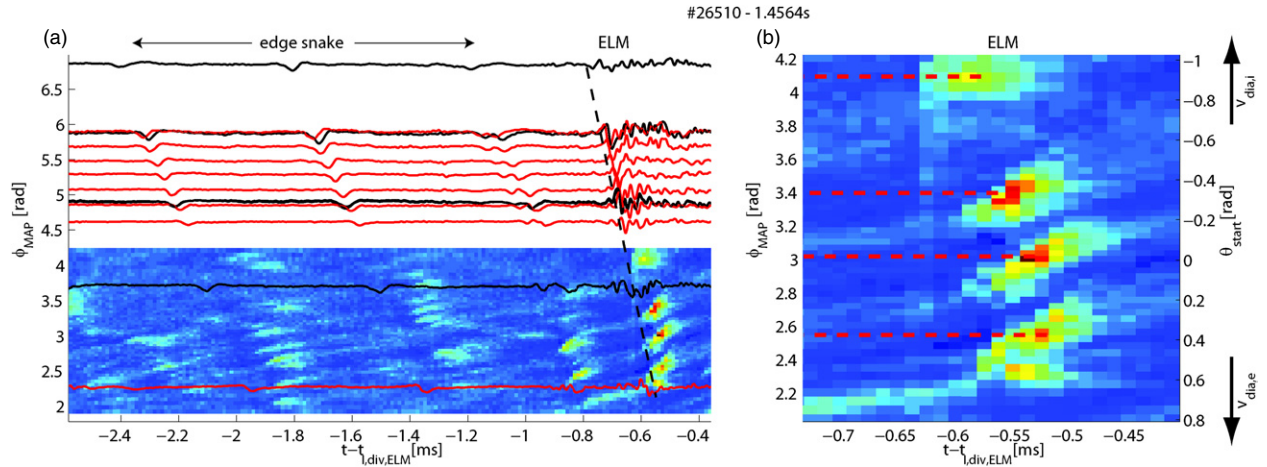 #26510 - 1.4564s
(a)
edge snake
ELM
ϕMAP [rad]
6.5
6
5.5
5
4.5
4
3.5
3
2.5
2
−2.4 −2.2 −2 −1.8 −1.6 −1.4 −1.2 −1 −0.8 −0.6 −0.4
t−tI,div,ELM[ms]
(b)
ELM
ϕMAP [rad]
4.2
4
3.8
3.6
3.4
3.2
3
2.8
2.6
2.4
2.2
−0.7 −0.65 −0.6 −0.55 −0.5 −0.45
t−tI,div,ELM[ms]
−1
−0.8
−0.6
−0.4
−0.2
0
0.2
0.4
0.6
0.8
θstart[rad]
vdia,i
vdia,e